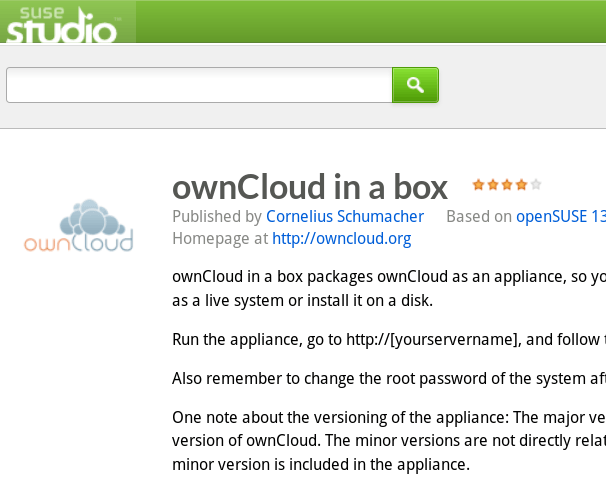 suse
studio
ownCloud in a box
ownCloud
Published by Cornelius Schumacher Based on openSUSE 13
Homepage at http://owncloud.org
ownCloud in a box packages ownCloud as an appliance, so yo
as a live system or install it on a disk.
Run the appliance, go to http://[yourservername], and follow t
Also remember to change the root password of the system aft
One note about the versioning of the appliance: The major ve
version of ownCloud. The minor versions are not directly relat
minor version is included in the appliance.